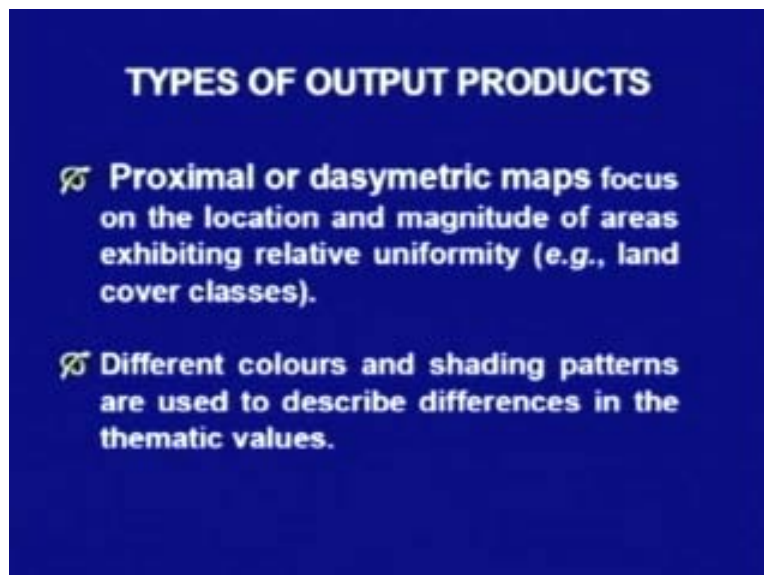 TYPES OF OUTPUT PRODUCTS
Proximal or dasymetric maps focus
on the location and magnitude of areas
exhibiting relative uniformity (e.g., land
cover classes).
Different colours and shading patterns
are used to describe differences in the
thematic values.